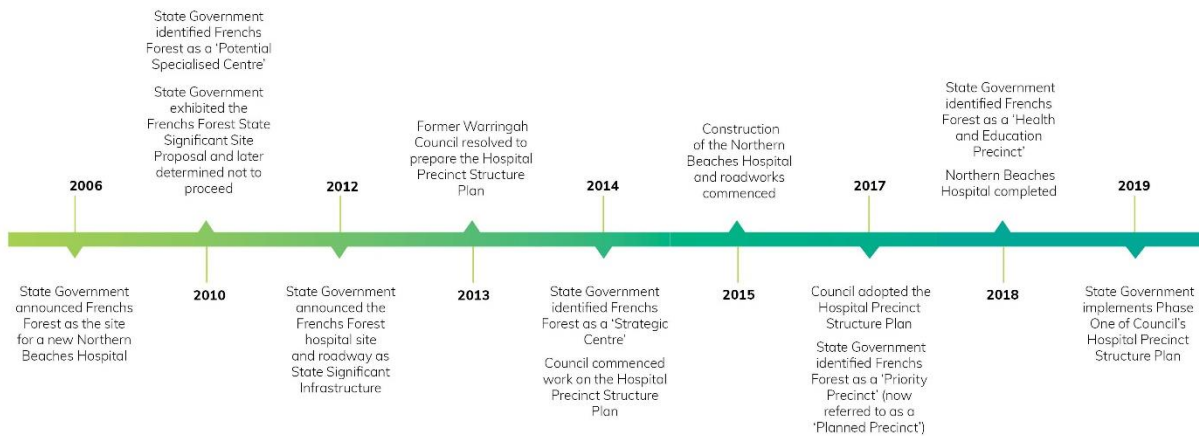 2006
State Government
announced Frenchs
Forest as the site
for a new Northern
Beaches Hospital
State Government
identified Frenchs
Forest as a ‘Potential
Specialised Centre’
State Government
exhibited the
Frenchs Forest State
Significant Site
Proposal and later
determined not to
proceed
2010
2012
State Government
announced the
Frenchs Forest
hospital site
and roadway as
State Significant
Infrastructure
Former Warringah
Council resolved to
prepare the Hospital
Precinct Structure
Plan
2013
2014
State Government
identified Frenchs
Forest as a ‘Strategic
Centre’
Council commenced
work on the Hospital
Precinct Structure
Plan
Construction
of the Northern
Beaches Hospital
and roadworks
commenced
2015
2017
Council adopted the
Hospital Precinct
Structure Plan
State Government
identified Frenchs
Forest as a ‘Priority
Precinct’ (now
referred to as a
‘Planned Precinct’)
State Government
identified Frenchs
Forest as a ‘Health
and Education
Precinct’
Northern Beaches
Hospital completed
2018
2019
State Government
implements Phase
One of Council’s
Hospital Precinct
Structure Plan